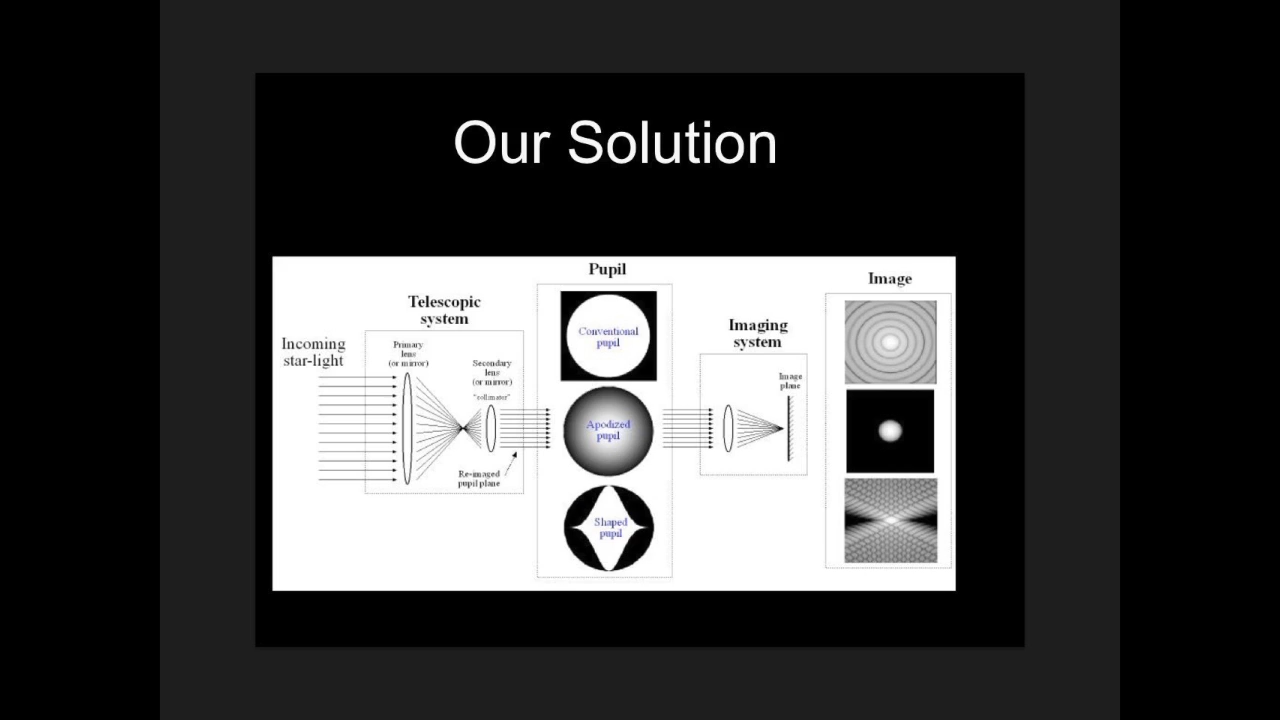 Our Solution
Incoming
star-light
Telescopic
system
Primary
lens
(or mirror)
Secondary
lens
(or mirror)
"collimator"
Re-imaged
pupil plane
Pupil
Conventional
pupil
Apodized
pupil
Shaped
pupil
Imaging
system
Image
plane
Image